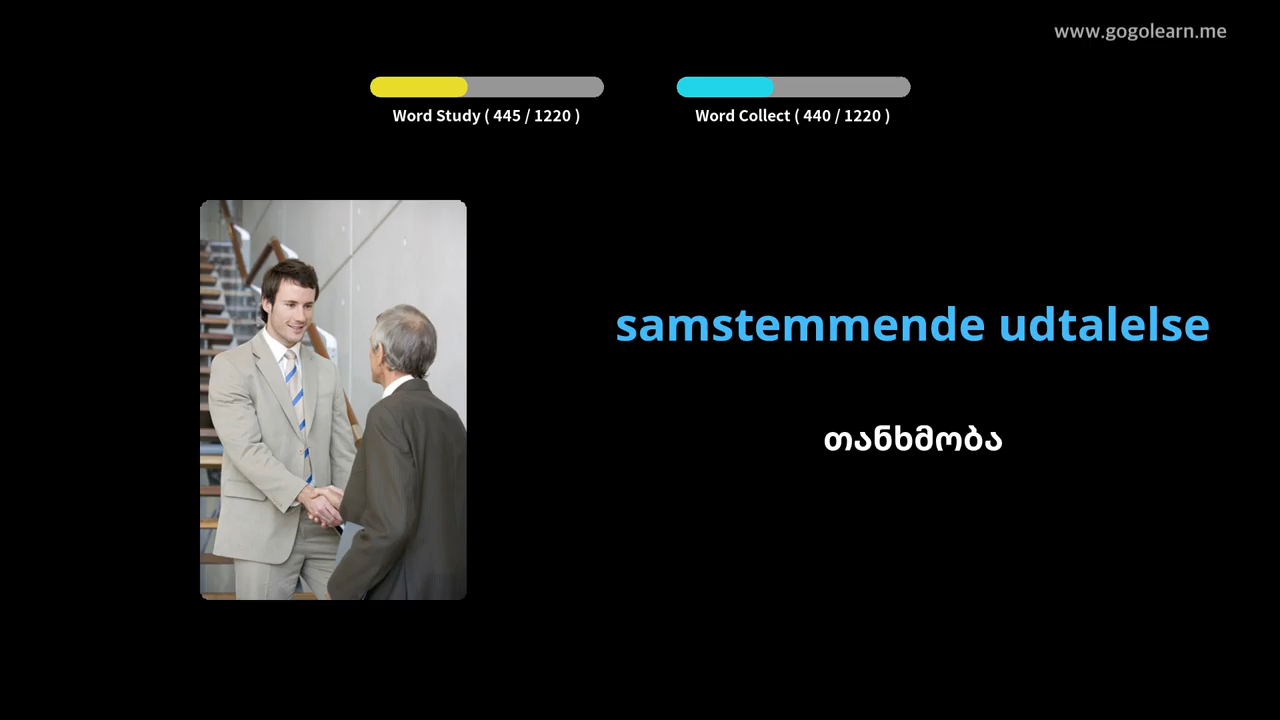 www.gogolearn.me
Word Study ( 445 / 1220 )
Word Collect ( 440 / 1220 )
samstemmende udtalelse
თანხმობა